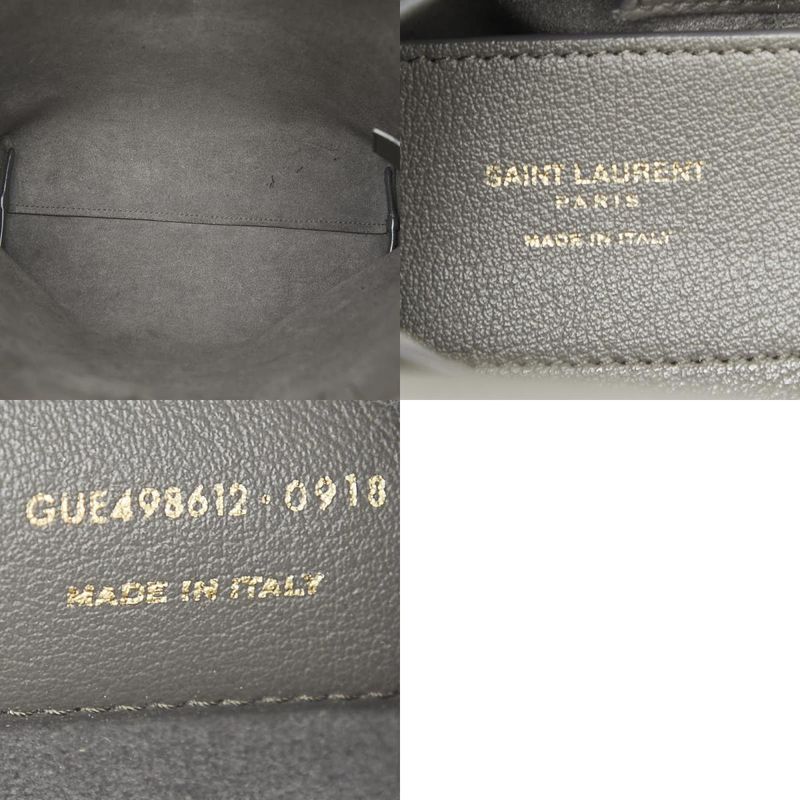 SAINT LAURENT
PARIS
MADE IN ITALY
GUE498612·0918
MADE IN ITALY